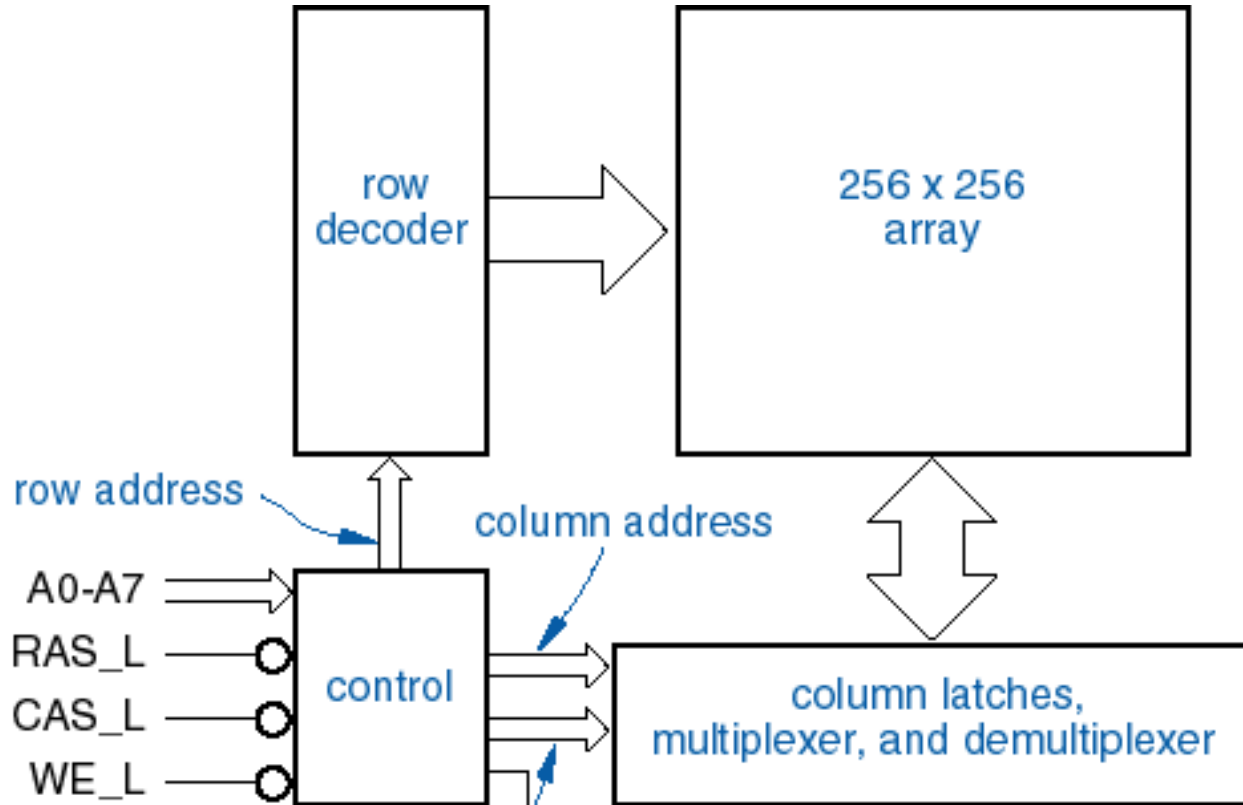 row
decoder
256 x 256
array
row address
column address
A0-A7
RAS_L
CAS_L
WE_L
control
column latches,
multiplexer, and demultiplexer